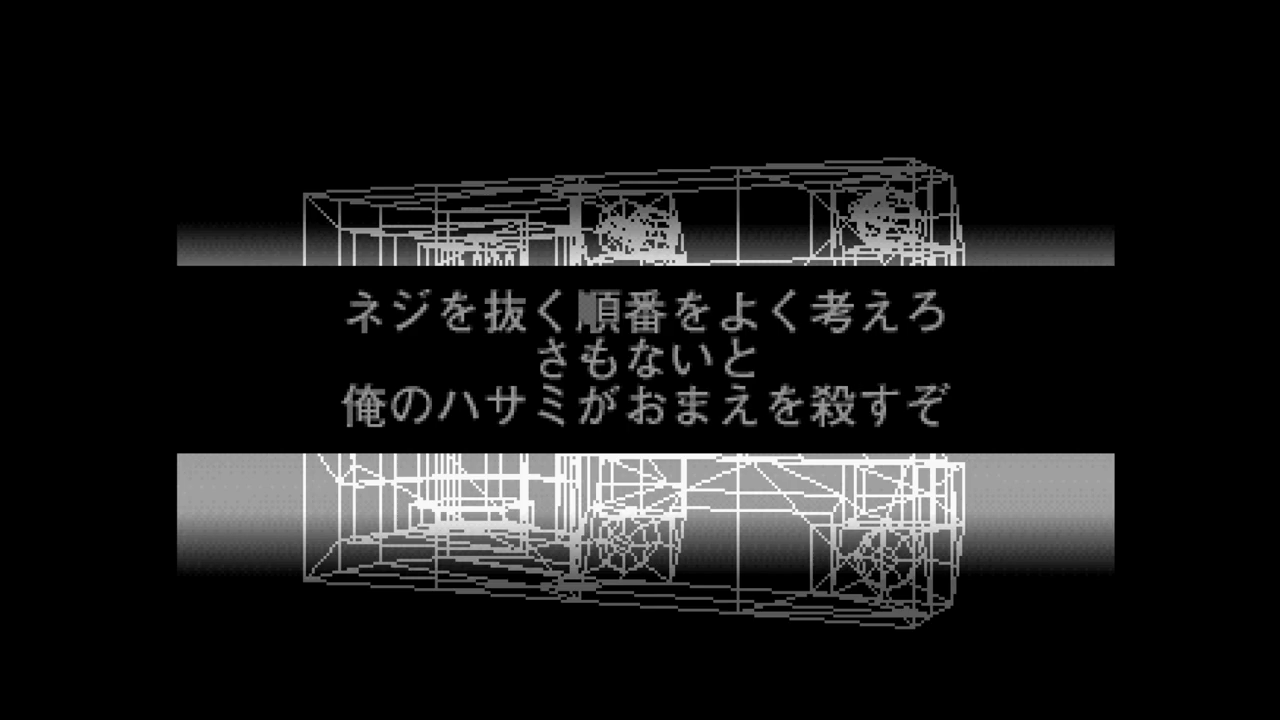 ネジを抜く順番をよく考えろ
さもないと
俺のハサミがおまえを殺すぞ